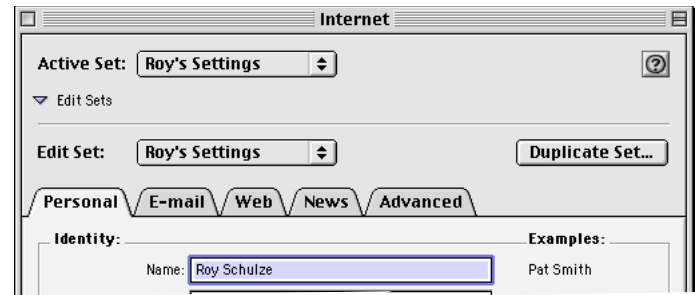 Internet
Active Set: Roy's Settings
Edit Sets
Edit Set: Roy's Settings Duplicate Set...
Personal E-mail Web News Advanced
Identity: Examples:
Name: Roy Schulze Pat Smith